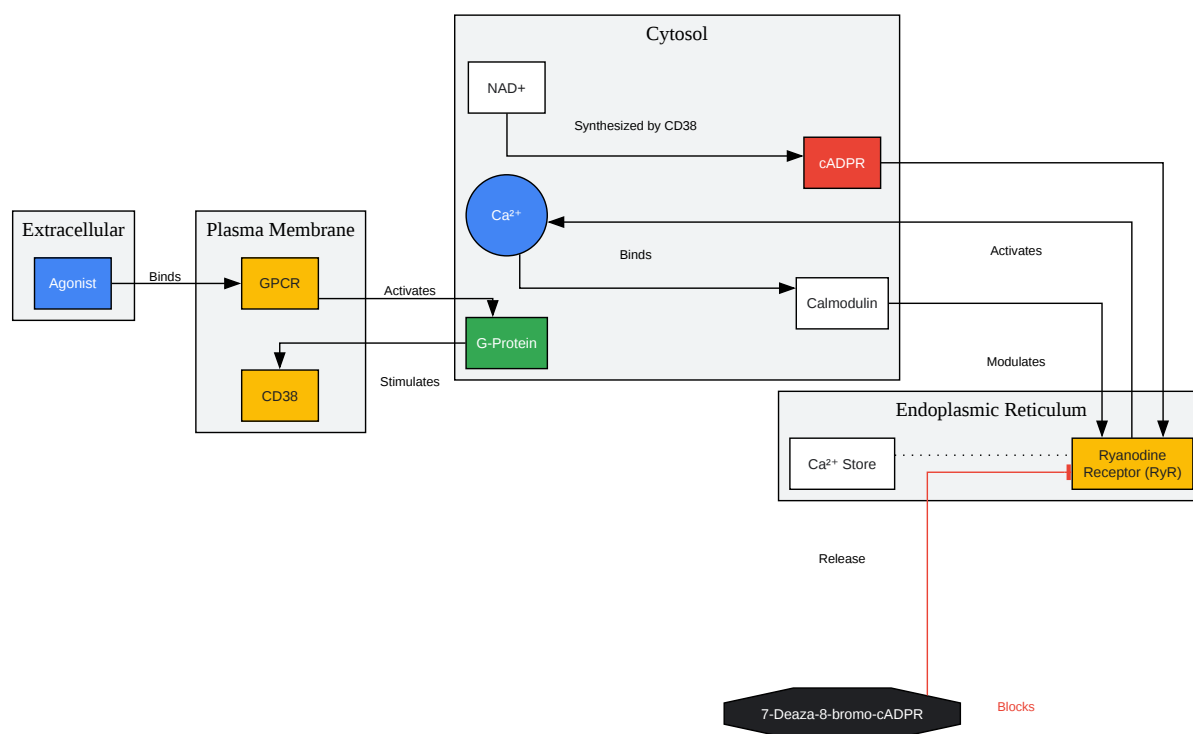 Cytosol
NAD+
Synthesized by CD38
cADPR
Ca²⁺
Extracellular
Plasma Membrane
Agonist
Binds
GPCR
Activates
Binds
Activates
Calmodulin
G-Protein
Stimulates
CD38
Modulates
Endoplasmic Reticulum
Ca²⁺ Store
Ryanodine
Receptor (RyR)
Release
Blocks
7-Deaza-8-bromo-cADPR